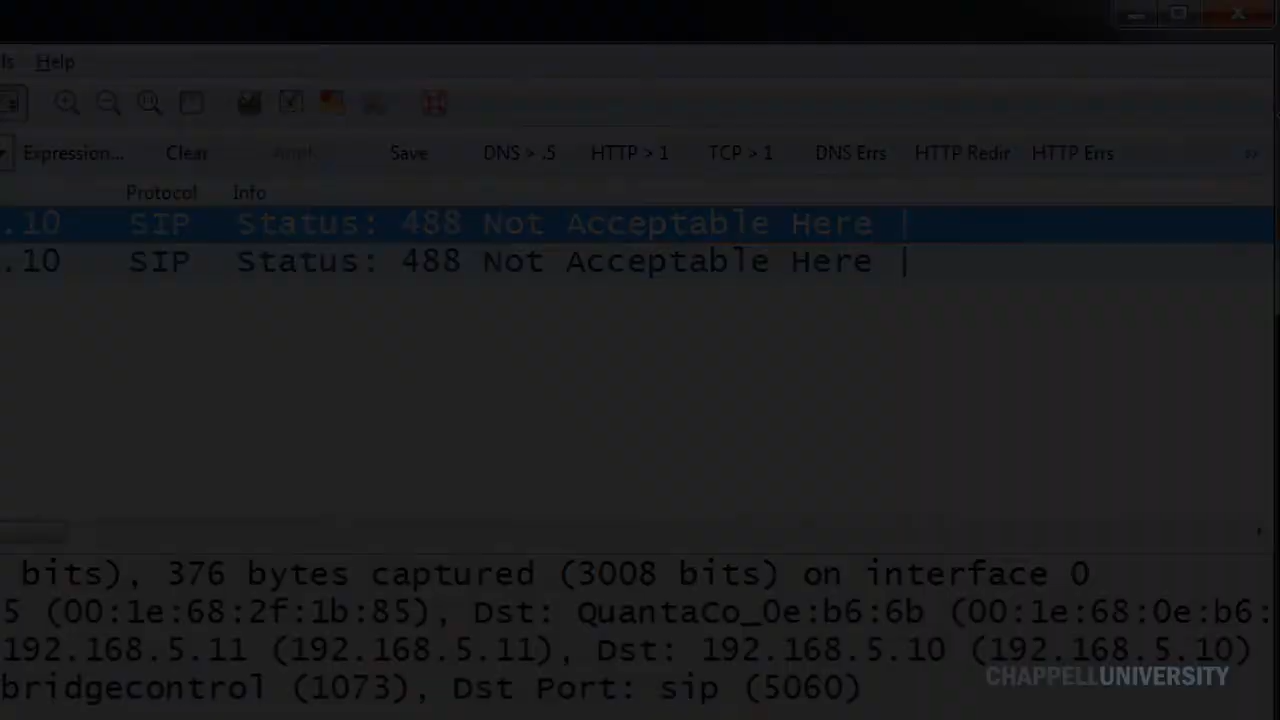 ls Help
Expression... Clear Apply Save DNS > .5 HTTP > 1 TCP > 1 DNS Errs HTTP Redir HTTP Errs »
Protocol Info
.10 SIP Status: 488 Not Acceptable Here |
.10 SIP Status: 488 Not Acceptable Here |
bits), 376 bytes captured (3008 bits) on interface 0
5 (00:1e:68:2f:1b:85), Dst: QuantaCo_0e:b6:6b (00:1e:68:0e:b6:
192.168.5.11 (192.168.5.11), Dst: 192.168.5.10 (192.168.5.10)
bridgecontrol (1073), Dst Port: sip (5060)
CHAPPELLUNIVERSITY